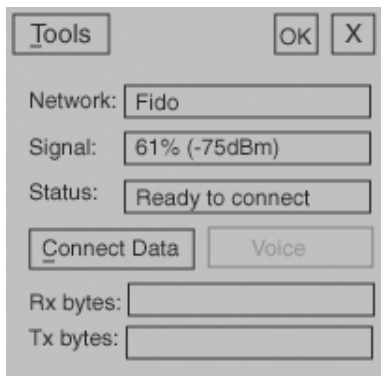 Tools OK X
Network: Fido
Signal: 61% (-75dBm)
Status: Ready to connect
Connect Data Voice
Rx bytes:
Tx bytes: